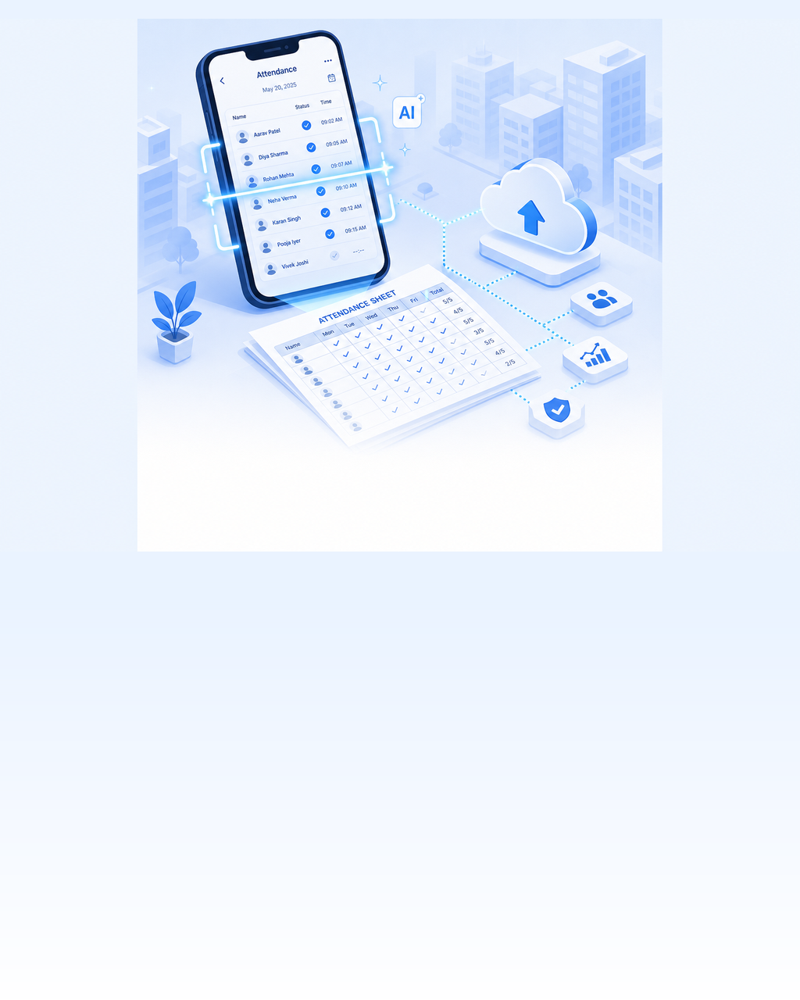 Attendance
May 20, 2025
Name Status Time
Aarav Patel 09:02 AM
Diya Sharma 09:05 AM
Rohan Mehta 09:07 AM
Neha Verma 09:10 AM
Karan Singh 09:12 AM
Pooja Iyer 09:15 AM
Vivek Joshi --:--
AI
ATTENDANCE SHEET
Name Mon Tue Wed Thu Fri Total
5/5
4/5
5/5
3/5
5/5
4/5
2/5